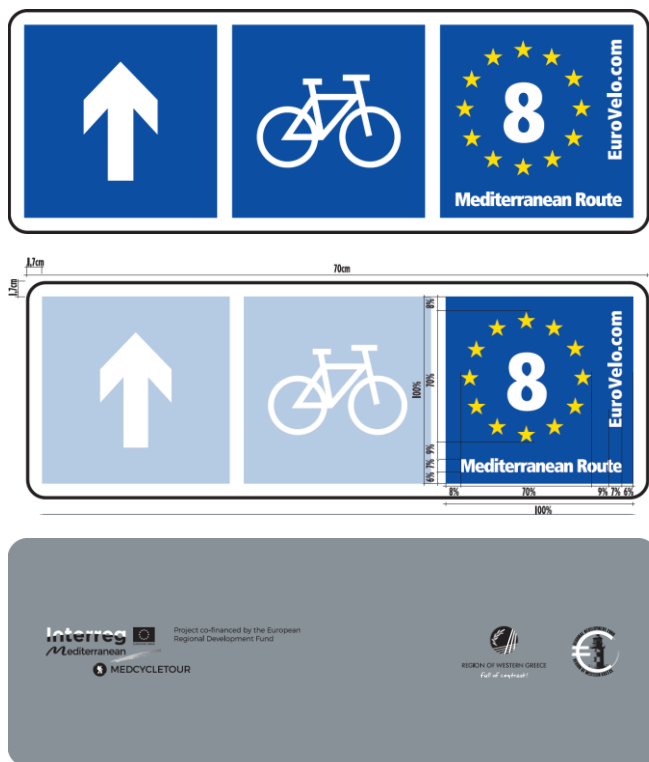 8
EuroVelo.com
Mediterranean Route
1,7cm
70cm
1,7cm
8%
70%
100%
9%
7%
6%
8
EuroVelo.com
Mediterranean Route
8%
70%
9%
7%
6%
100%
Interreg
Mediterranean
MEDCYCLETOUR
Project co-financed by the European
Regional Development Fund
REGION OF WESTERN GREECE
full of contrast!